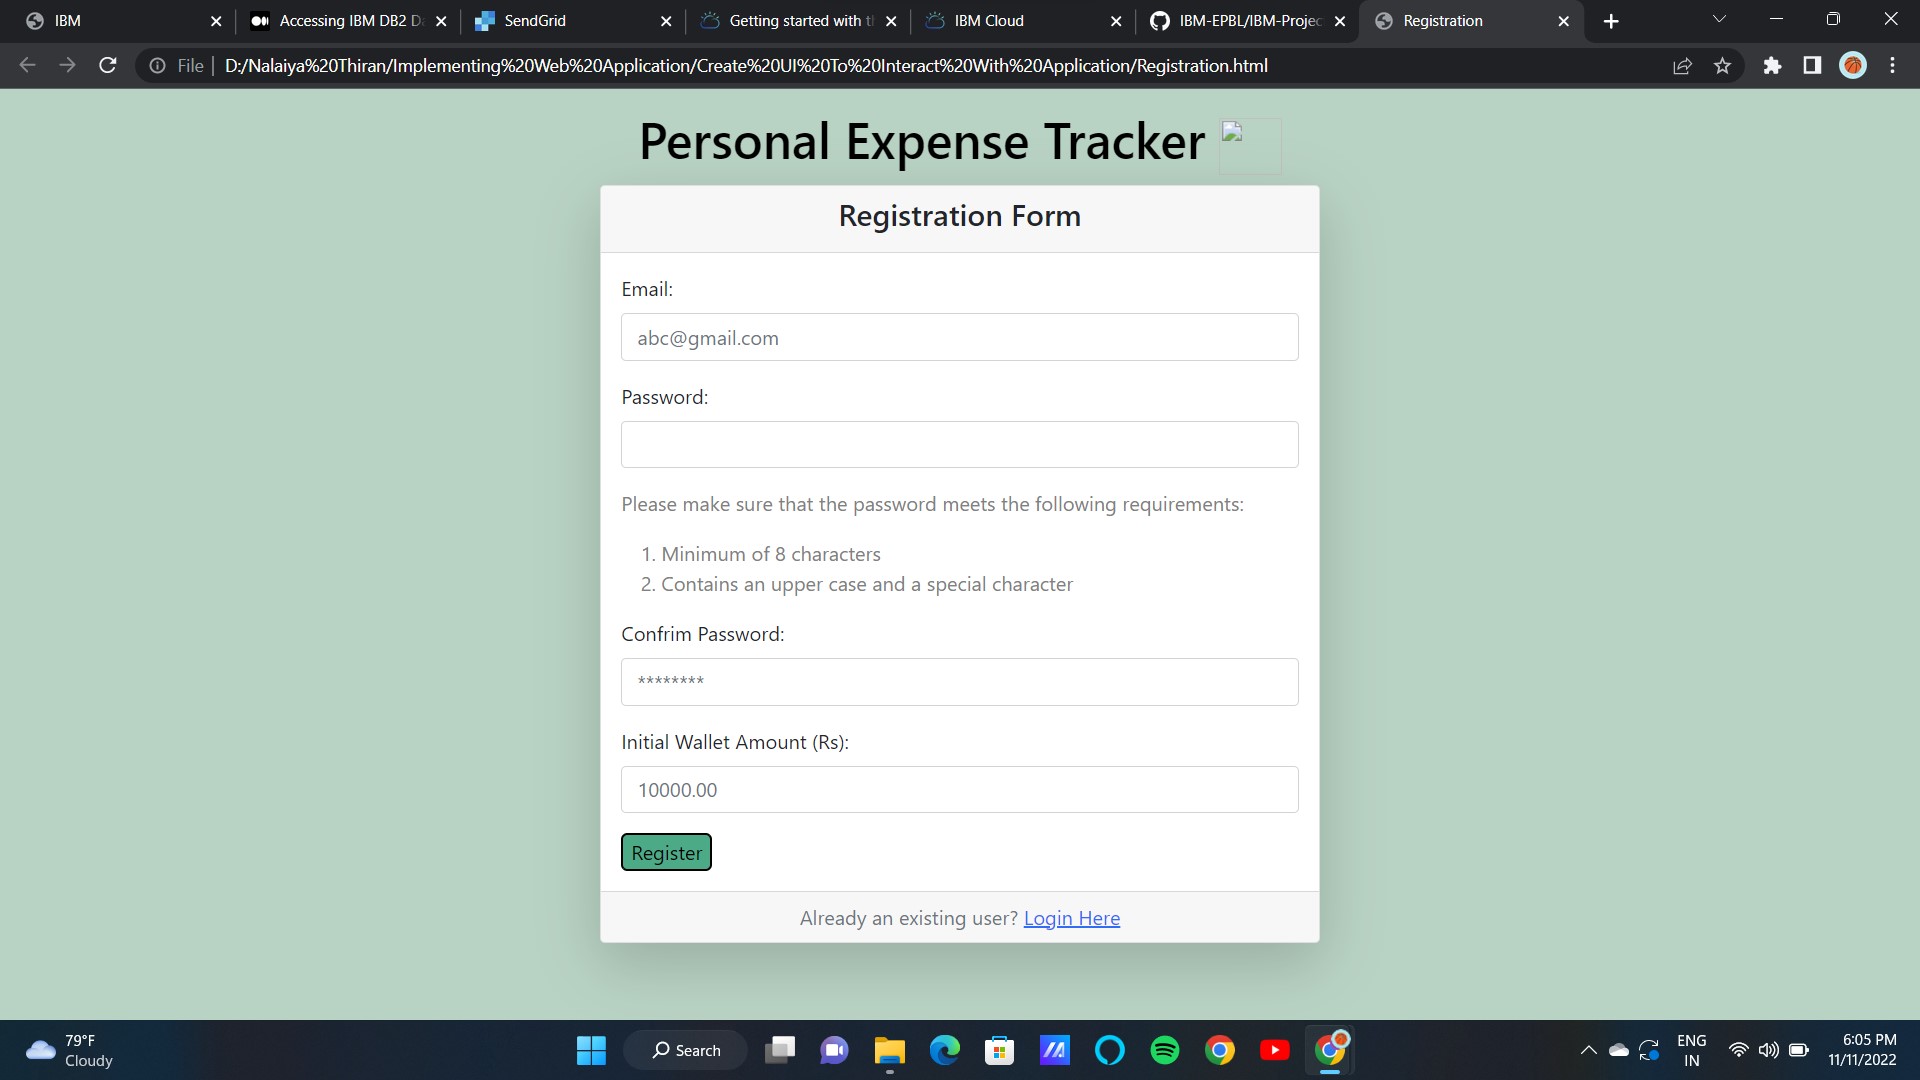 IBM
Accessing IBM DB2 D
SendGrid
Getting started with t
IBM Cloud
IBM-EPBL/IBM-Projec
Registration
File
D:/Nalaiya%20Thiran/Implementing%20Web%20Application/Create%20UI%20To%20Interact%20With%20Application/Registration.html
Personal Expense Tracker
Registration Form
Email:
abc@gmail.com
Password:
Please make sure that the password meets the following requirements:
1. Minimum of 8 characters
2. Contains an upper case and a special character
Confrim Password:
********
Initial Wallet Amount (Rs):
10000.00
Register
Already an existing user? Login Here
79°F
Cloudy
Search
ENG
IN
6:05 PM
11/11/2022